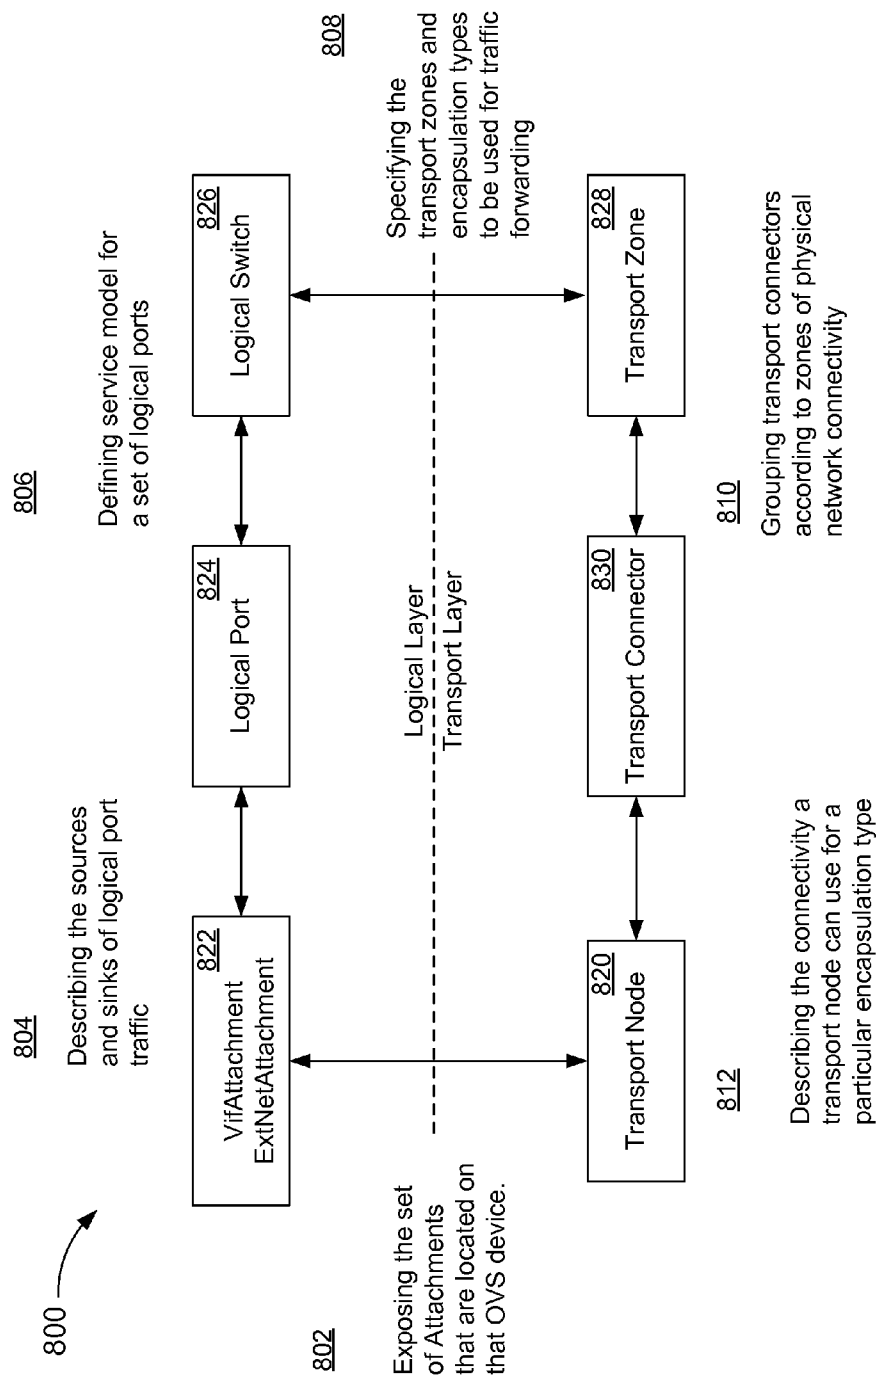 800
804
Describing the sources
and sinks of logical port
traffic
806
Defining service model for
a set of logical ports
822
VifAttachment
ExtNetAttachment
824
Logical Port
826
Logical Switch
802
Exposing the set
of Attachments
that are located on
that OVS device.
Logical Layer
Transport Layer
808
Specifying the
transport zones and
encapsulation types
to be used for traffic
forwarding
820
Transport Node
830
Transport Connector
828
Transport Zone
812
Describing the connectivity a
transport node can use for a
particular encapsulation type
810
Grouping transport connectors
according to zones of physical
network connectivity